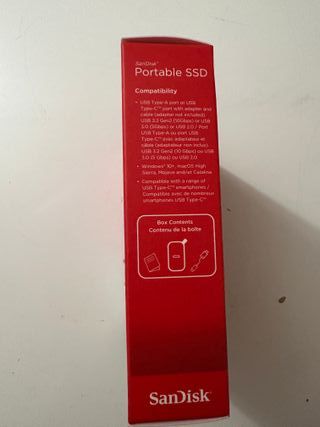 SanDisk®
Portable SSD
Compatibility
• USB Type-A port or USB
Type-C™ port with adapter and
cable (adaptor not included)
USB 3.2 Gen2 (10Gbps) or USB
3.0 (5Gbps) or USB 2.0 / Port
USB Type-A ou port USB
Type-C™ avec adaptateur et
câble (adaptateur non inclus)
USB 3.2 Gen2 (10 Gbps) ou USB
3.0 (5 Gbps) ou USB 2.0
• Windows® 10+, macOS High
Sierra, Mojave and/et Catalina
• Compatible with a range of
USB Type-C™ smartphones /
Compatible avec de nombreux
smartphones USB Type-C™
Box Contents
Contenu de la boîte
SanDisk®